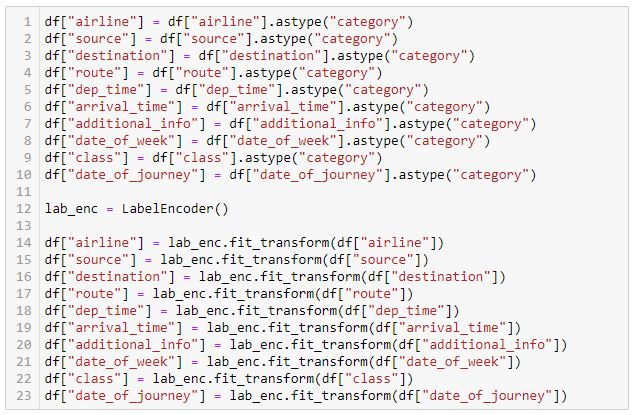 1 df["airline"] = df["airline"].astype("category")
2 df["source"] = df["source"].astype("category")
3 df["destination"] = df["destination"].astype("category")
4 df["route"] = df["route"].astype("category")
5 df["dep_time"] = df["dep_time"].astype("category")
6 df["arrival_time"] = df["arrival_time"].astype("category")
7 df["additional_info"] = df["additional_info"].astype("category")
8 df["date_of_week"] = df["date_of_week"].astype("category")
9 df["class"] = df["class"].astype("category")
10 df["date_of_journey"] = df["date_of_journey"].astype("category")
11
12 lab_enc = LabelEncoder()
13
14 df["airline"] = lab_enc.fit_transform(df["airline"])
15 df["source"] = lab_enc.fit_transform(df["source"])
16 df["destination"] = lab_enc.fit_transform(df["destination"])
17 df["route"] = lab_enc.fit_transform(df["route"])
18 df["dep_time"] = lab_enc.fit_transform(df["dep_time"])
19 df["arrival_time"] = lab_enc.fit_transform(df["arrival_time"])
20 df["additional_info"] = lab_enc.fit_transform(df["additional_info"])
21 df["date_of_week"] = lab_enc.fit_transform(df["date_of_week"])
22 df["class"] = lab_enc.fit_transform(df["class"])
23 df["date_of_journey"] = lab_enc.fit_transform(df["date_of_journey"])